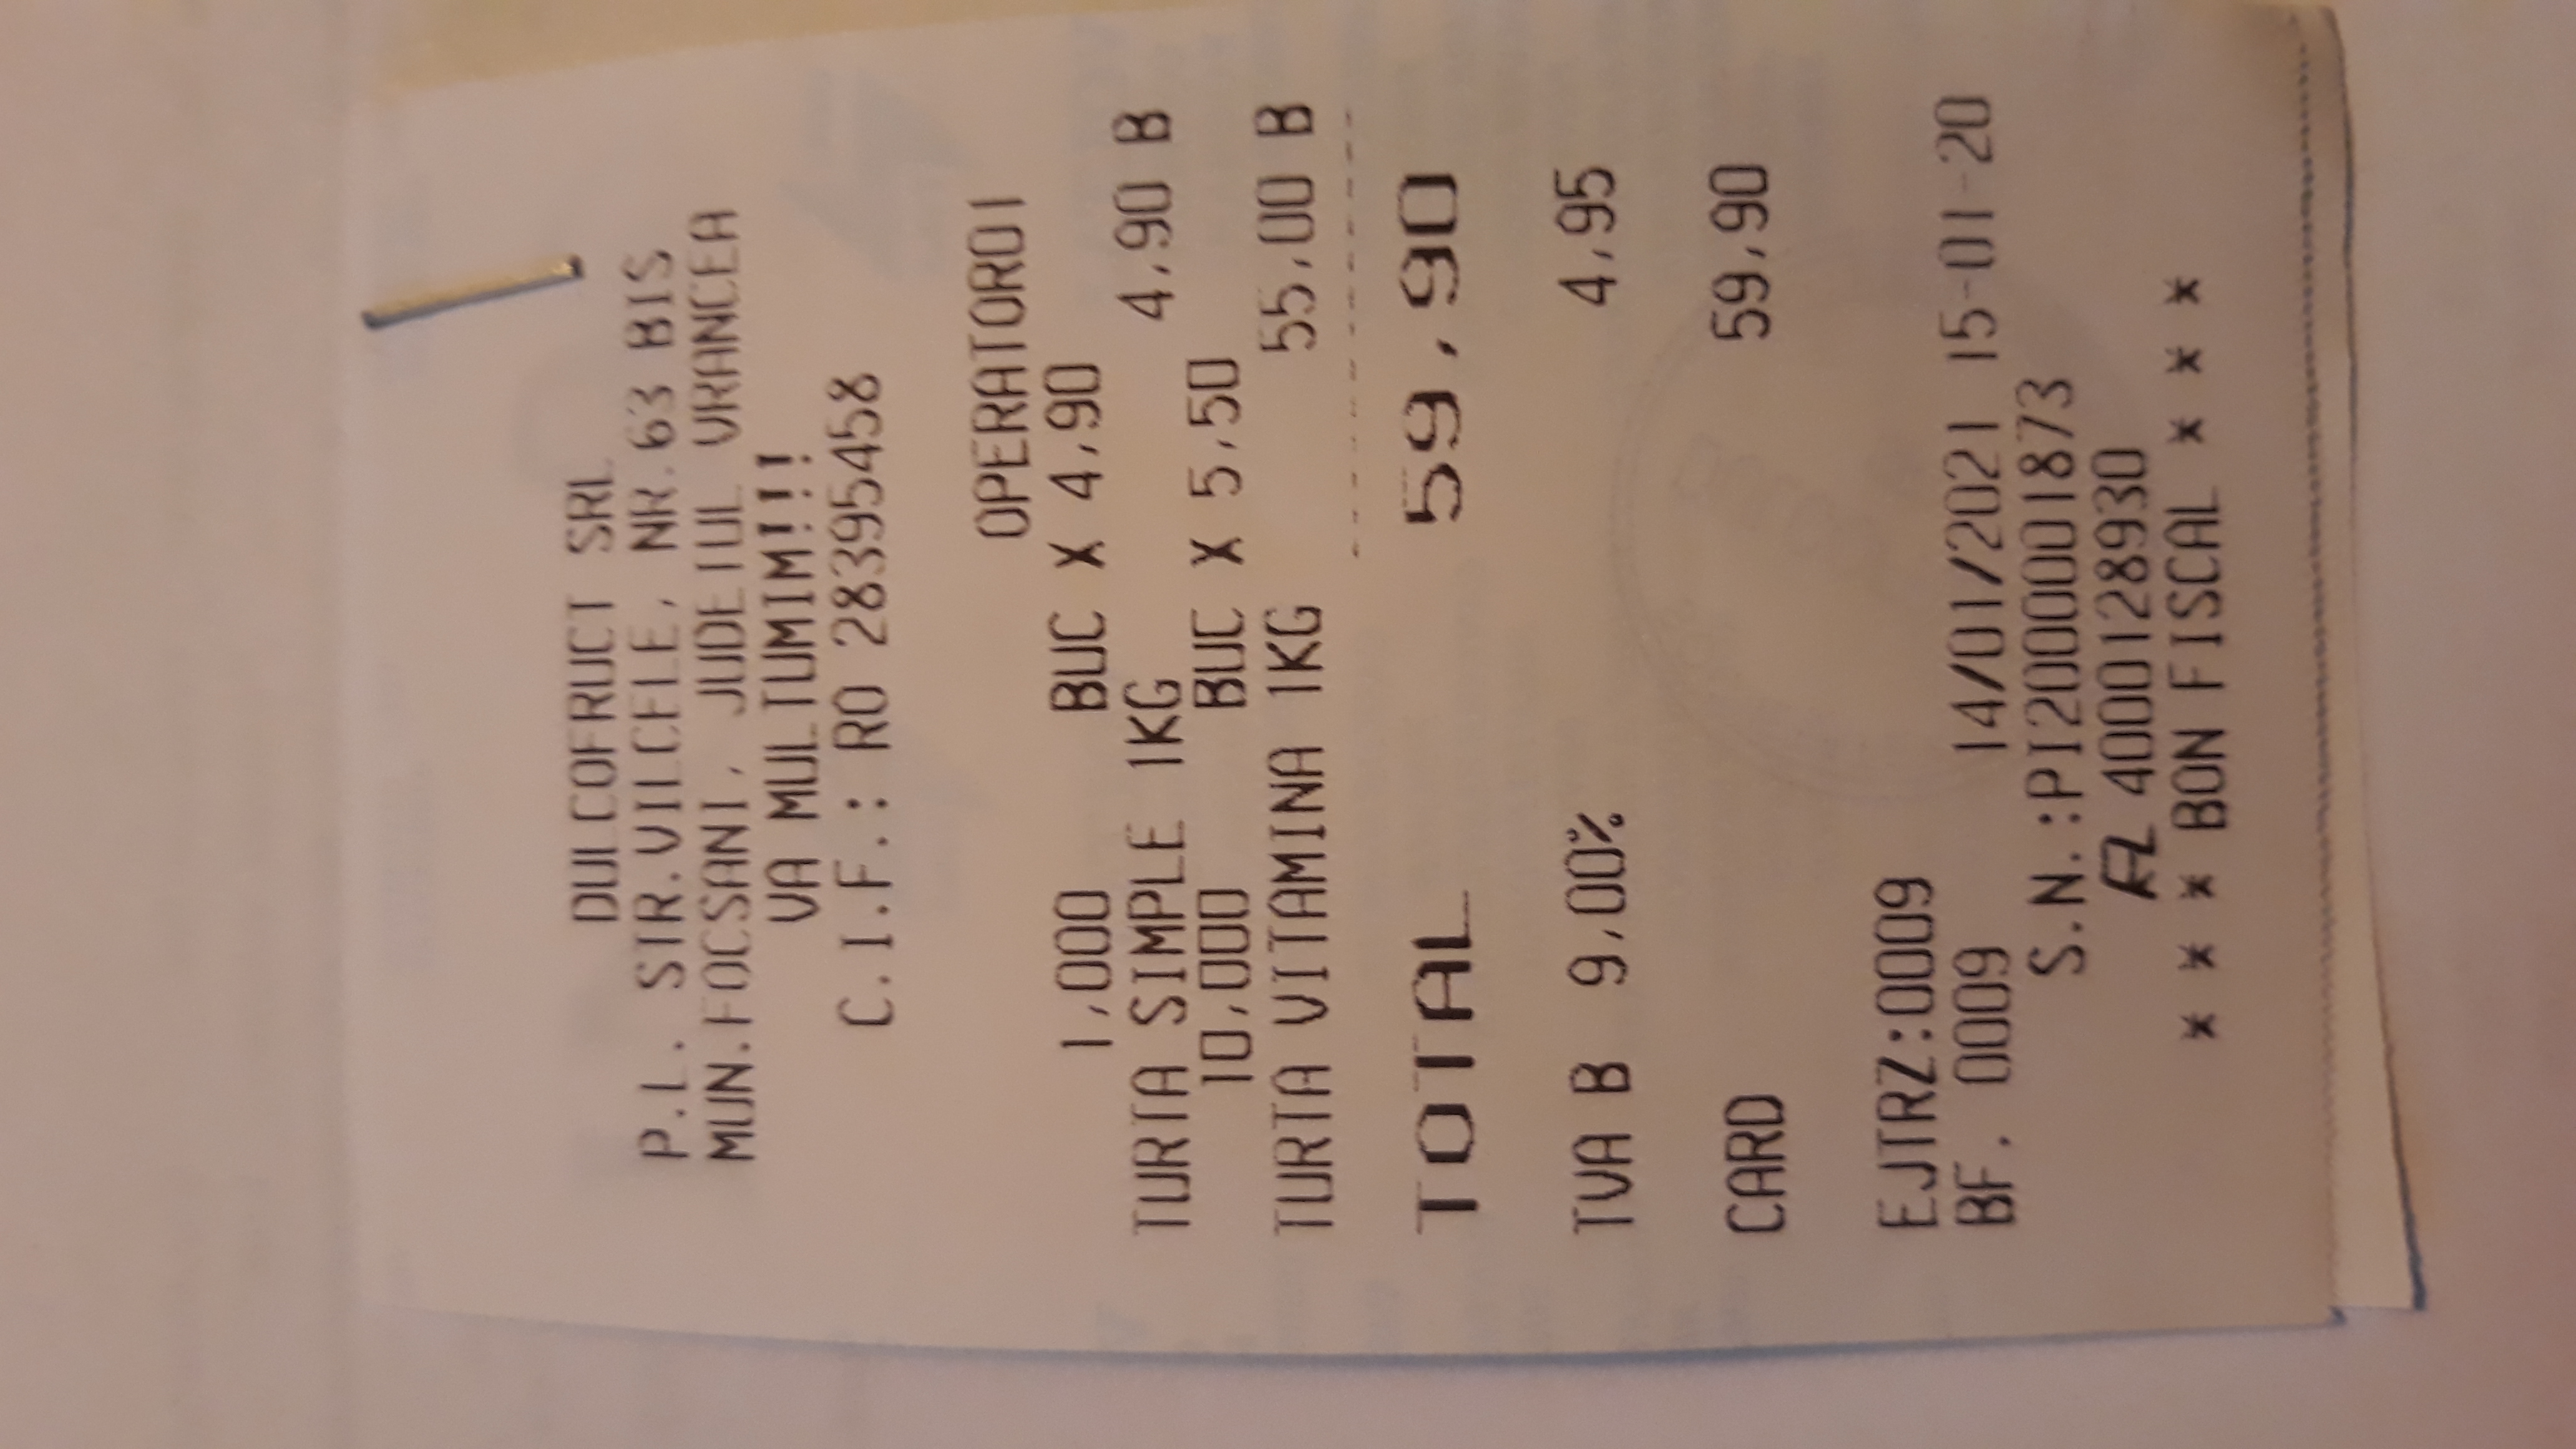 DULCOFRUCT SRL
P.L. STR.VILCELE, NR.63 BIS
MUN.FOCSANI, JUDETUL VRANCEA
VA MULTUMIM!!!
C.I.F.: RO 28395458
OPERATOR01
1,000 BUC X 4,90
TURTA SIMPLE 1KG 4,90 B
10,000 BUC X 5,50
TURTA VITAMINA 1KG 55,00 B
TOTAL 59,90
TVA B 9,00% 4,95
CARD 59,90
EJTRZ:0009
BF. 0009 14/01/2021 15-01-20
S.N.:PI2000001873
4000128930
* * * BON FISCAL * * *